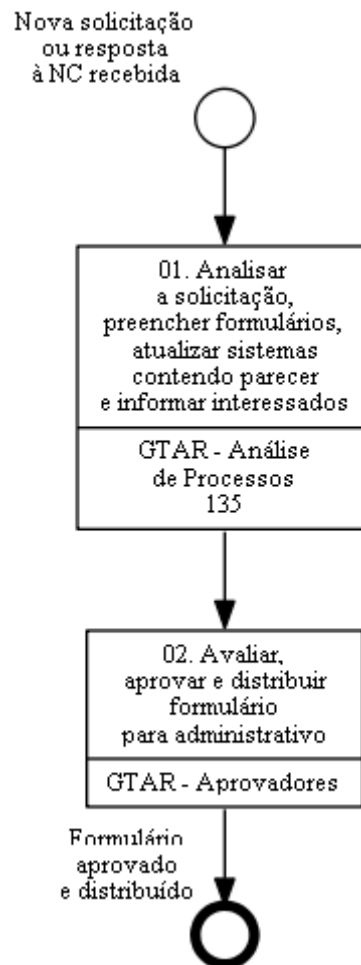 Nova solicitação
ou resposta
à NC recebida
01. Analisar
a solicitação,
preencher formulários,
atualizar sistemas
contendo parecer
e informar interessados
GTAR - Análise
de Processos
135
02. Avaliar,
aprovar e distribuir
formulário
para administrativo
GTAR - Aprovadores
Formulário
aprovado
e distribuído